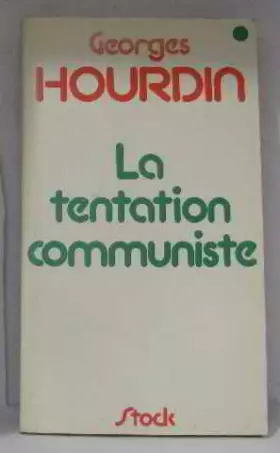 Georges
HOURDIN
La
tentation
communiste
Stock